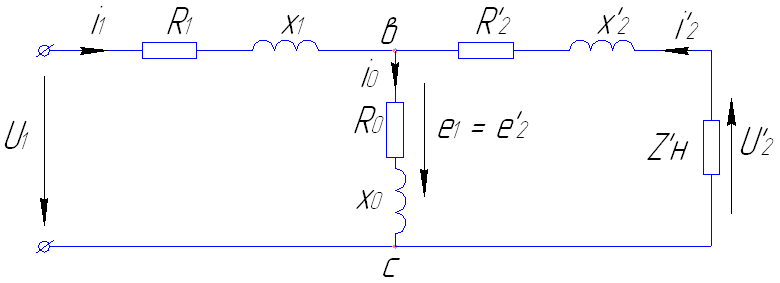 i1 R1 x1 в R'2 x'2 i'2
i0
U1 R0 e1 = e'2 Z'н U'2
x0
с